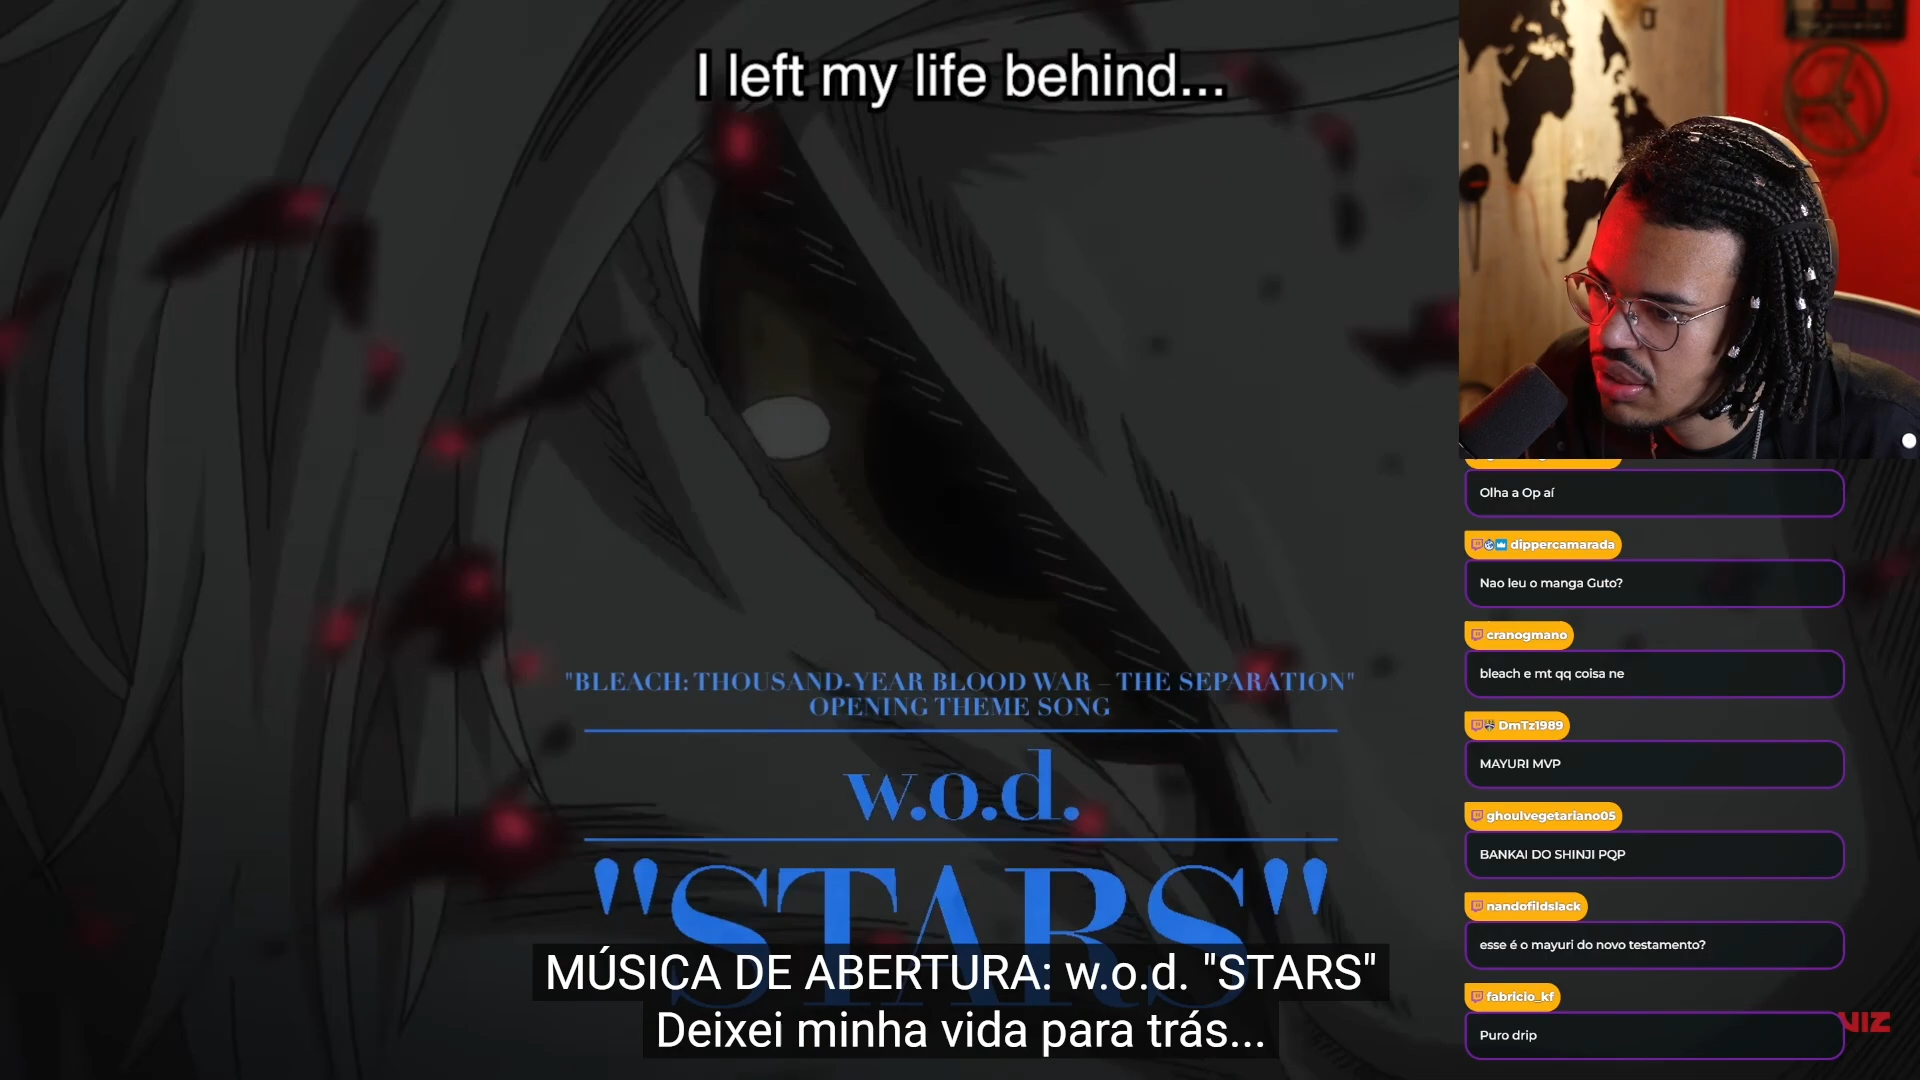 I left my life behind...
"BLEACH: THOUSAND-YEAR BLOOD WAR – THE SEPARATION"
OPENING THEME SONG
w.o.d.
"STARS"
MÚSICA DE ABERTURA: w.o.d. "STARS"
Deixei minha vida para trás...
Olha a Op aí
dippercamarada
Nao leu o manga Guto?
cranogmano
bleach e mt qq coisa ne
DmTz1989
MAYURI MVP
ghoulvegetariano05
BANKAI DO SHINJI PQP
nandofildslack
esse é o mayuri do novo testamento?
fabricio_kf
Puro drip
VIZ